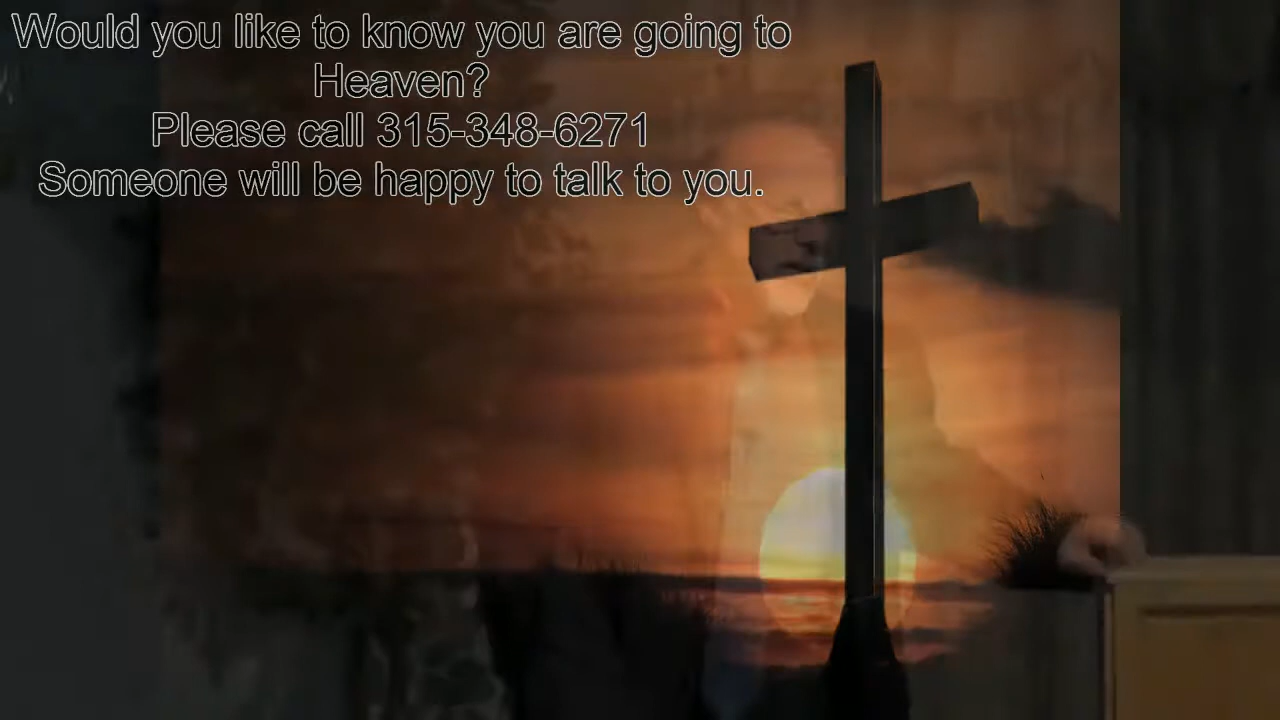 Would you like to know you are going to
Heaven?
Please call 315-348-6271
Someone will be happy to talk to you.